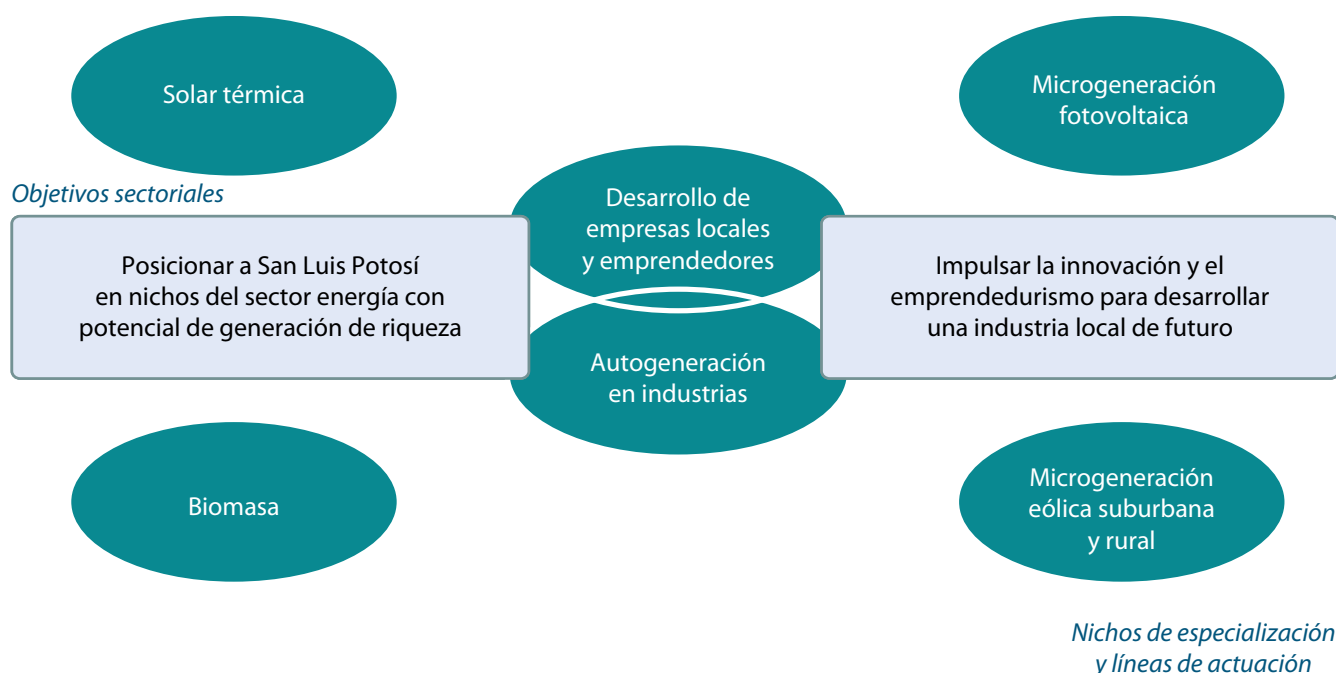 Solar térmica
Microgeneración
fotovoltaica
Objetivos sectoriales
Desarrollo de
empresas locales
y emprendedores
Posicionar a San Luis Potosí
en nichos del sector energía con
potencial de generación de riqueza
Impulsar la innovación y el
emprendedurismo para desarrollar
una industria local de futuro
Autogeneración
en industrias
Biomasa
Microgeneración
eólica suburbana
y rural
Nichos de especialización
y líneas de actuación